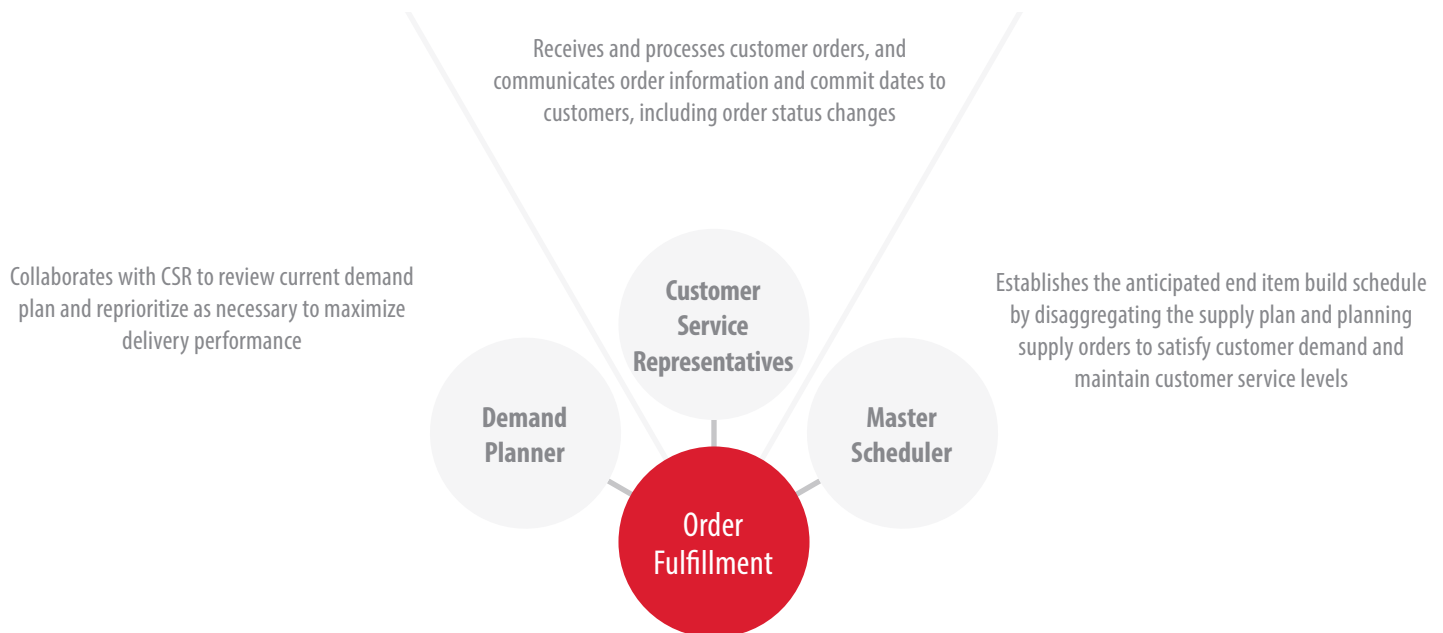 Receives and processes customer orders, and
communicates order information and commit dates to
customers, including order status changes
Collaborates with CSR to review current demand
plan and reprioritize as necessary to maximize
delivery performance
Customer
Service
Representatives
Establishes the anticipated end item build schedule
by disaggregating the supply plan and planning
supply orders to satisfy customer demand and
maintain customer service levels
Demand
Planner
Master
Scheduler
Order
Fulfillment